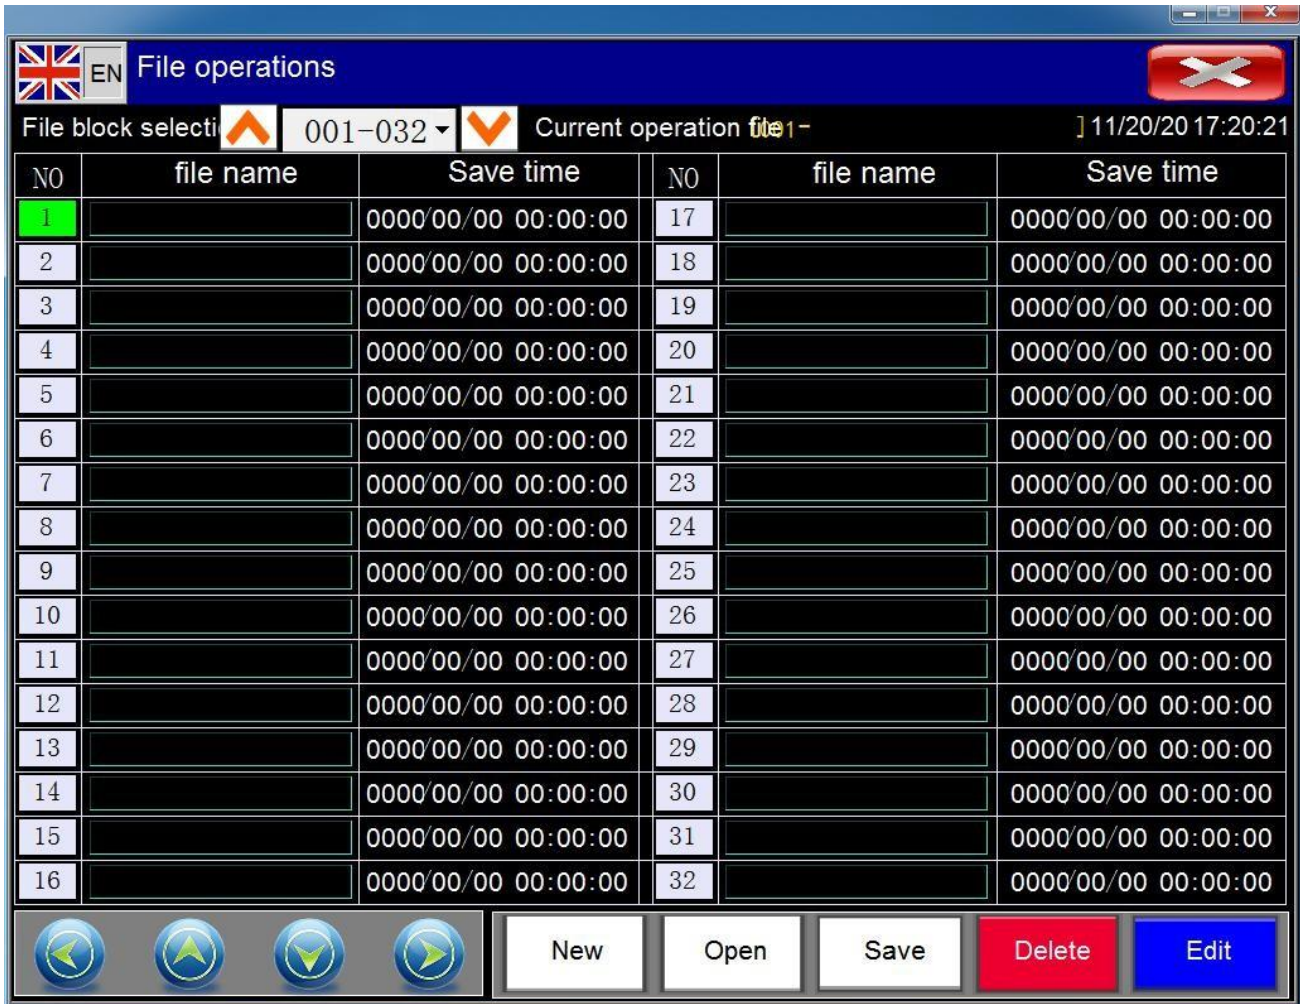 EN File operations
File block selecti 001-032 Current operation file 001- ] 11/20/20 17:20:21
NO file name Save time NO file name Save time
1 0000/00/00 00:00:00 17 0000/00/00 00:00:00
2 0000/00/00 00:00:00 18 0000/00/00 00:00:00
3 0000/00/00 00:00:00 19 0000/00/00 00:00:00
4 0000/00/00 00:00:00 20 0000/00/00 00:00:00
5 0000/00/00 00:00:00 21 0000/00/00 00:00:00
6 0000/00/00 00:00:00 22 0000/00/00 00:00:00
7 0000/00/00 00:00:00 23 0000/00/00 00:00:00
8 0000/00/00 00:00:00 24 0000/00/00 00:00:00
9 0000/00/00 00:00:00 25 0000/00/00 00:00:00
10 0000/00/00 00:00:00 26 0000/00/00 00:00:00
11 0000/00/00 00:00:00 27 0000/00/00 00:00:00
12 0000/00/00 00:00:00 28 0000/00/00 00:00:00
13 0000/00/00 00:00:00 29 0000/00/00 00:00:00
14 0000/00/00 00:00:00 30 0000/00/00 00:00:00
15 0000/00/00 00:00:00 31 0000/00/00 00:00:00
16 0000/00/00 00:00:00 32 0000/00/00 00:00:00
New Open Save Delete Edit